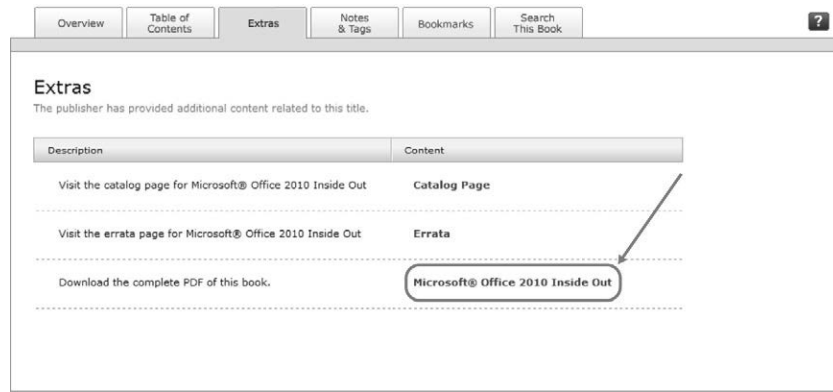 Overview
Table of
Contents
Extras
Notes
& Tags
Bookmarks
Search
This Book
?
Extras
The publisher has provided additional content related to this title.
Description Content
Visit the catalog page for Microsoft® Office 2010 Inside Out Catalog Page
Visit the errata page for Microsoft® Office 2010 Inside Out Errata
Download the complete PDF of this book. Microsoft® Office 2010 Inside Out